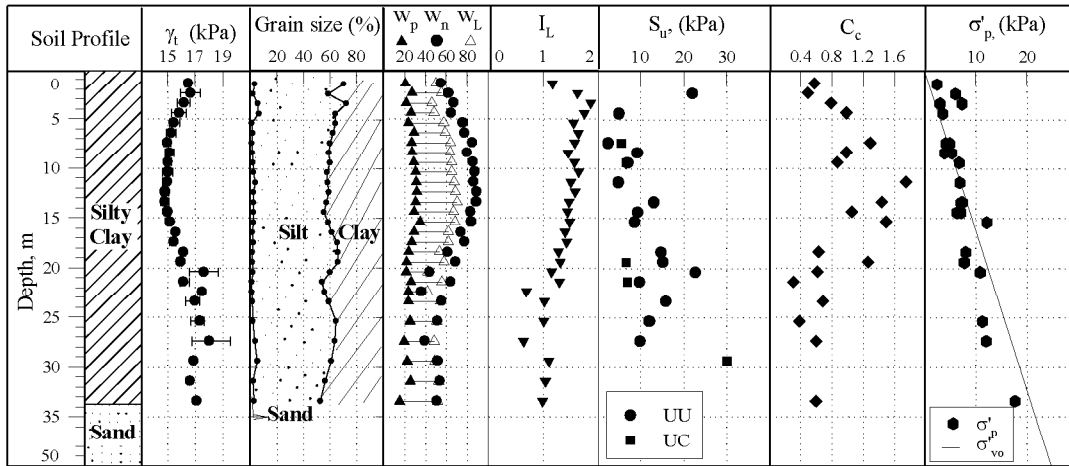 Soil Profile
γt (kPa)
15 17 19
Grain size (%)
0 20 40 60 80
Wp Wn WL
20 40 60 80
IL
0 1 2
Su, (kPa)
0 10 20 30
Cc
0.4 0.8 1.2 1.6
σ'p, (kPa)
10 20
Depth, m
0
5
10
15
20
25
30
35
50
Silty
Clay
Sand
Silt
Clay
Sand
UU
UC
σ'p
σ'vo